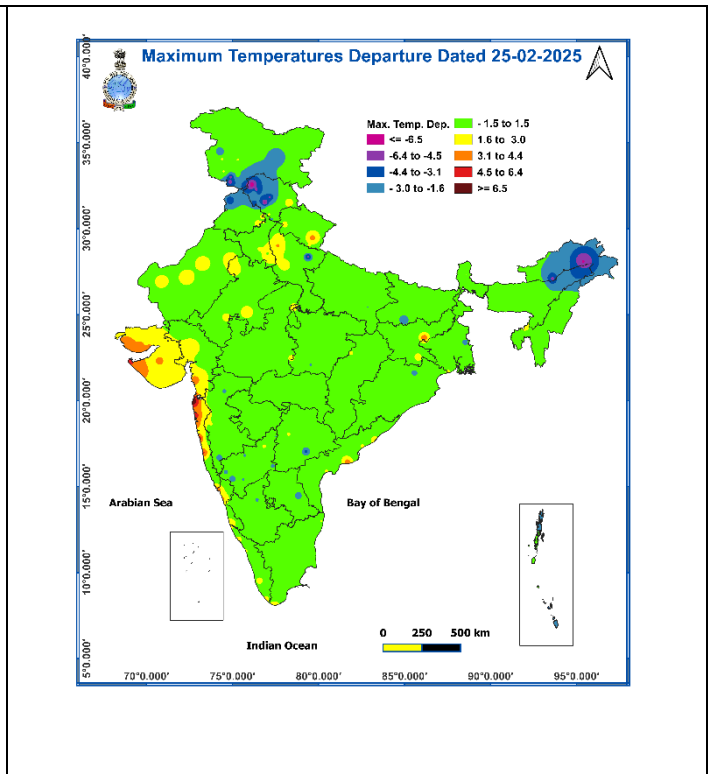 Maximum Temperatures Departure Dated 25-02-2025
Max. Temp. Dep.
<= -6.5
-6.4 to -4.5
-4.4 to -3.1
- 3.0 to -1.6
- 1.5 to 1.5
1.6 to 3.0
3.1 to 4.4
4.5 to 6.4
>= 6.5
40°0.000'
35°0.000'
30°0.000'
25°0.000'
20°0.000'
15°0.000'
10°0.000'
5°0.000'
Arabian Sea
Bay of Bengal
Indian Ocean
0 250 500 km
70°0.000' 75°0.000' 80°0.000' 85°0.000' 90°0.000' 95°0.000'